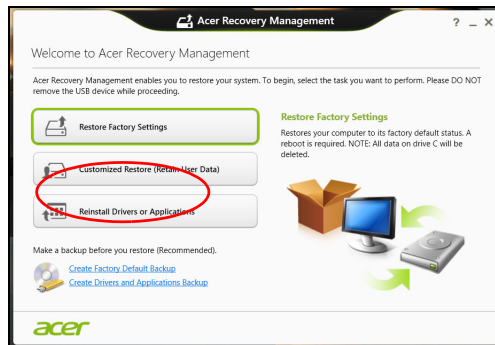 Acer Recovery Management
Welcome to Acer Recovery Management
Acer Recovery Management enables you to restore your system. To begin, select the task you want to perform. Please DO NOT
remove the USB device while proceeding.
Restore Factory Settings
Customized Restore (Retain User Data)
Reinstall Drivers or Applications
Restore Factory Settings
Restores your computer to its factory default status. A
reboot is required. NOTE: All data on drive C will be
deleted.
Make a backup before you restore (Recommended).
Create Factory Default Backup
Create Drivers and Applications Backup
acer